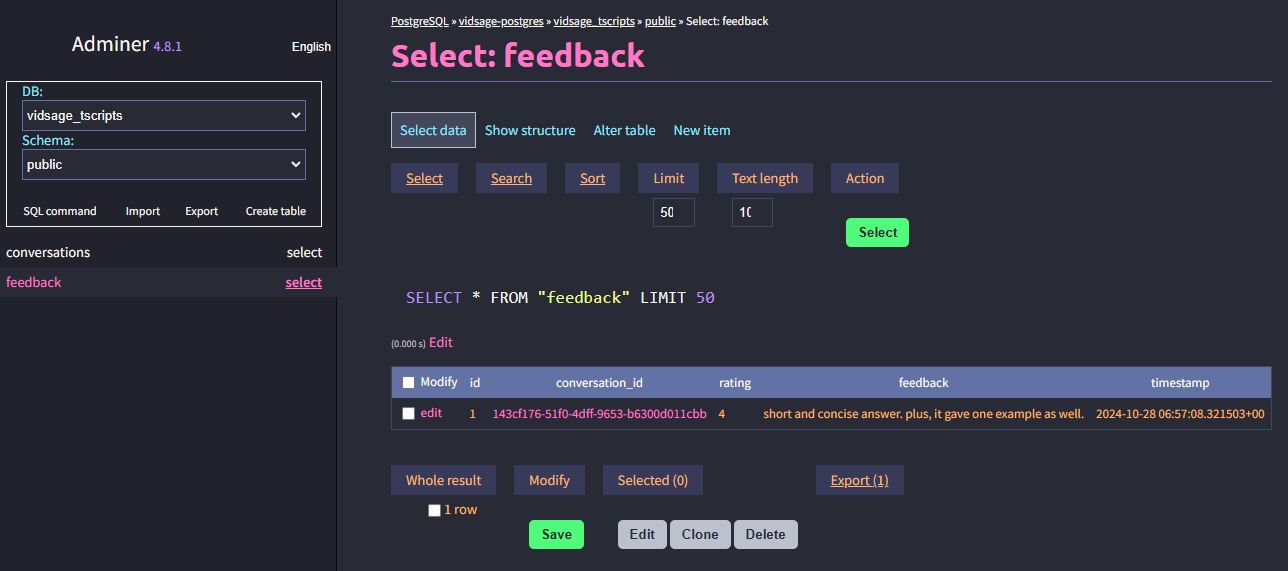 Adminer 4.8.1
English
DB:
vidsage_tscripts
Schema:
public
SQL command Import Export Create table
conversations select
feedback select
PostgreSQL » vidsage-postgres » vidsage_tscripts » public » Select: feedback
Select: feedback
Select data Show structure Alter table New item
Select Search Sort Limit Text length Action
50 10
Select
SELECT * FROM "feedback" LIMIT 50
(0.000 s) Edit
Modify id conversation_id rating feedback timestamp
edit 1 143cf176-51f0-4dff-9653-b6300d011cbb 4 short and concise answer. plus, it gave one example as well. 2024-10-28 06:57:08.321503+00
Whole result Modify Selected (0) Export (1)
1 row
Save Edit Clone Delete